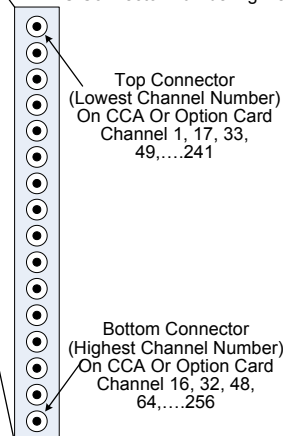 Top Connector
(Lowest Channel Number)
On CCA Or Option Card
Channel 1, 17, 33,
49,....241
Bottom Connector
(Highest Channel Number)
On CCA Or Option Card
Channel 16, 32, 48,
64,....256